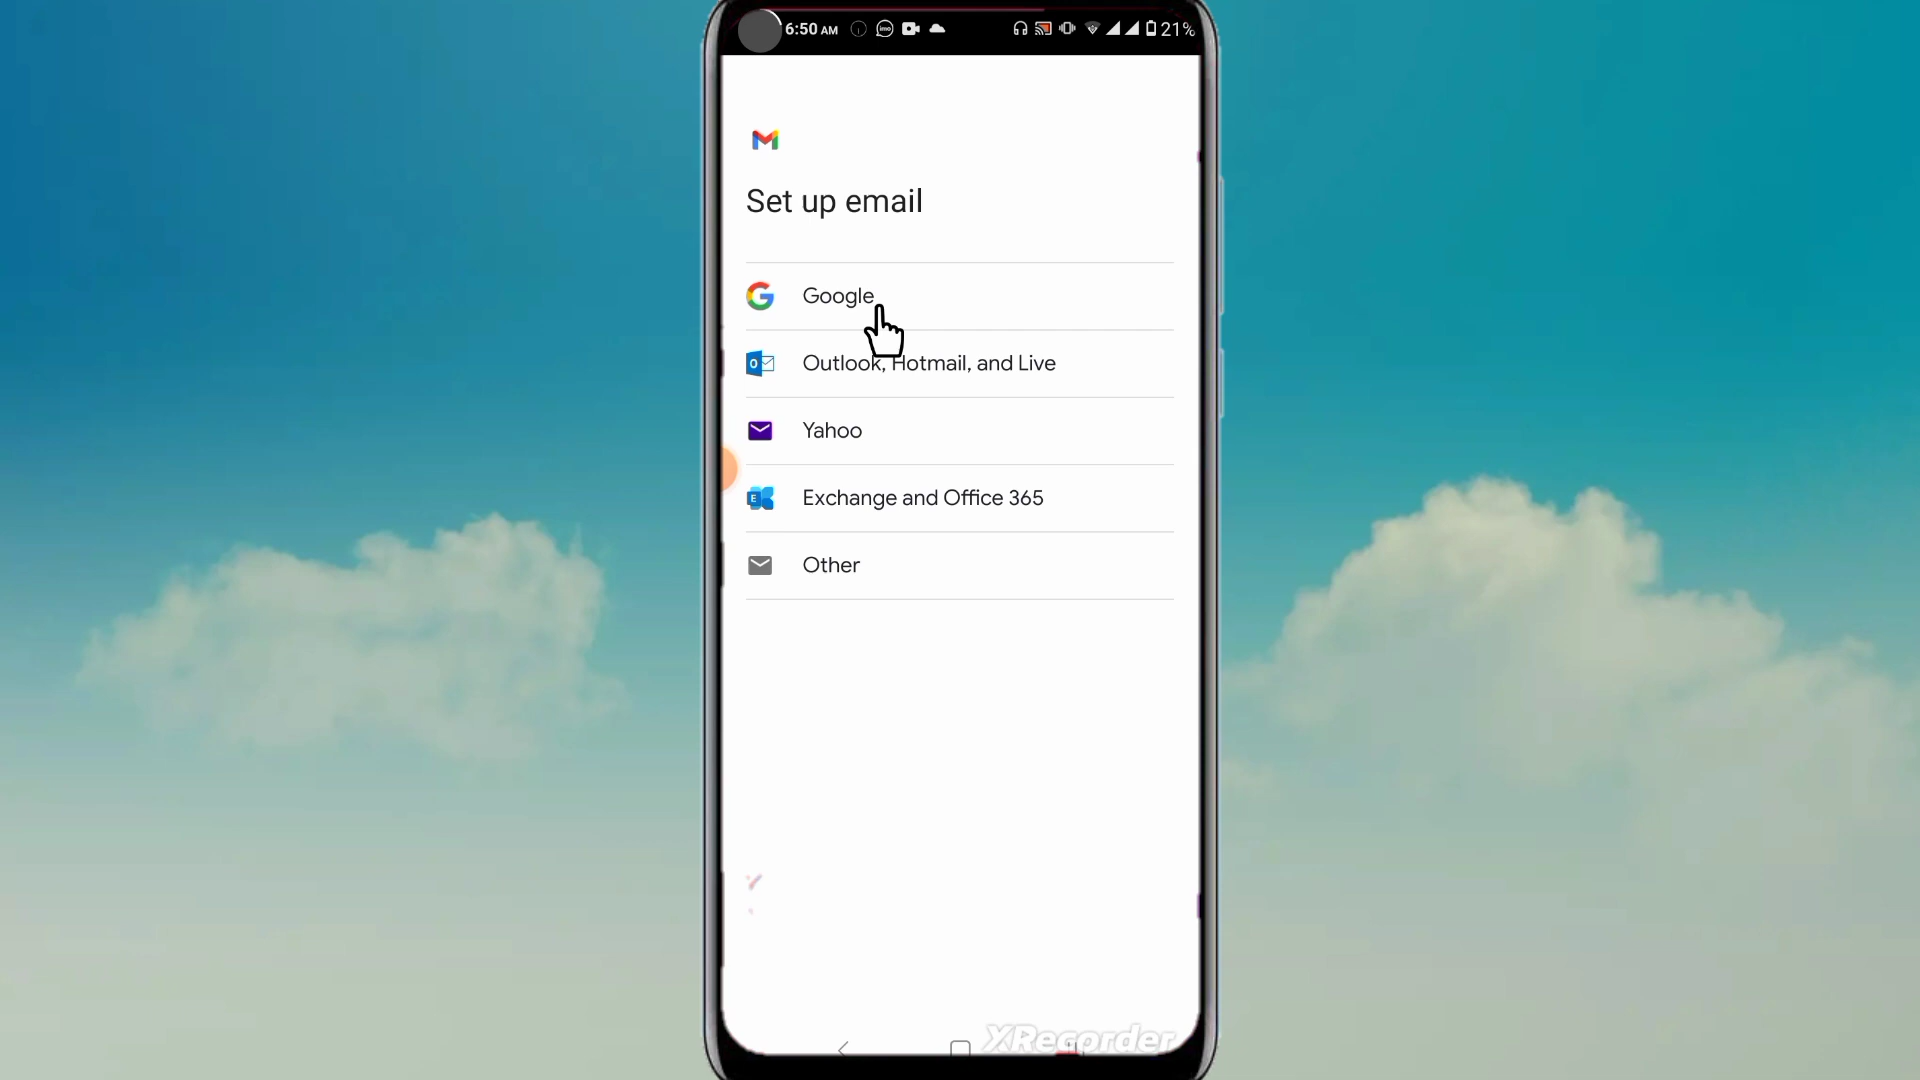 6:50 AM 21%
Set up email
Google
Outlook, Hotmail, and Live
Yahoo
Exchange and Office 365
Other
XRecorder